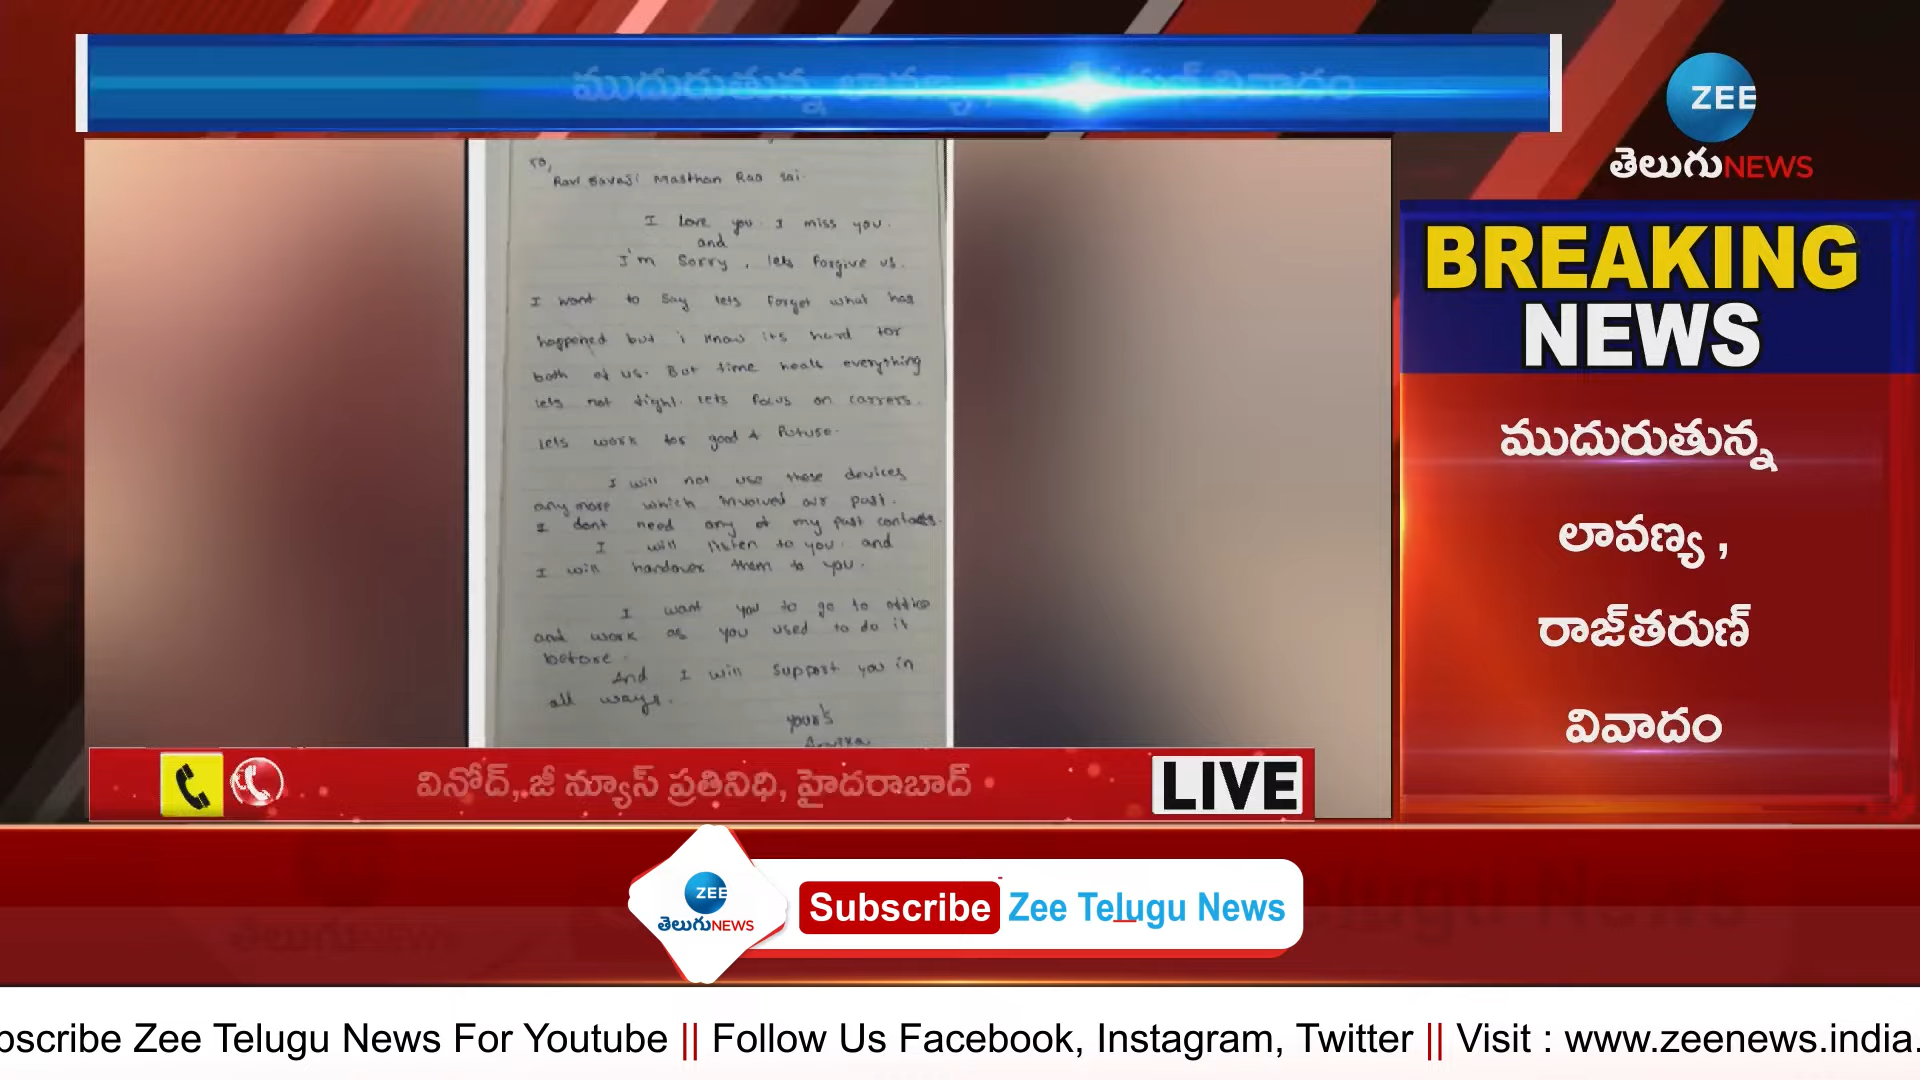 ముదురుతున్న లావణ్య, రాజ్‌తరుణ్ వివాదం
ZEE
తెలుగు NEWS
To,
Ravi Bavaji Masthan Rao Sai.
I love you. I miss you.
and
I'm Sorry, lets Forgive us.
I want to Say lets Forget what has
happened but i know its hard for
both of us. But time heals everything
lets not fight. lets focus on carrers.
lets work for good & Future.
I will not use these devices
any more which involved our past.
I dont need any of my past contacts.
I will listen to you. and
I will handover them to you.
I want you to go to office
and work as you used to do it
before.
And I will Support you in
all ways.
your's
BREAKING
NEWS
ముదురుతున్న
లావణ్య ,
రాజ్‌తరుణ్
వివాదం
వినోద్, జీ న్యూస్ ప్రతినిధి, హైదరాబాద్
LIVE
ZEE
తెలుగు NEWS
Subscribe Zee Telugu News
bscribe Zee Telugu News For Youtube || Follow Us Facebook, Instagram, Twitter || Visit : www.zeenews.india.